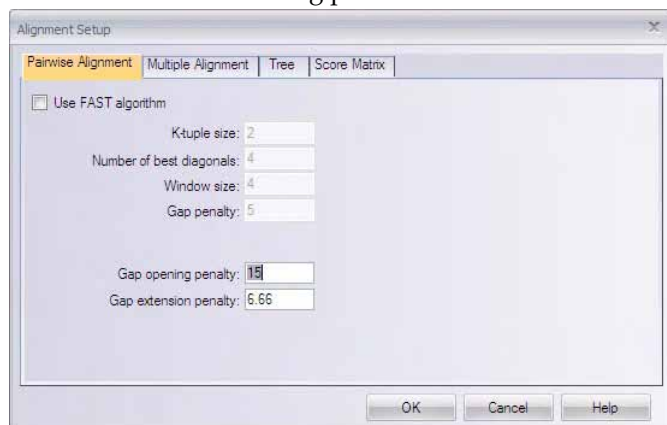 Alignment Setup
Pairwise Alignment Multiple Alignment Tree Score Matrix
Use FAST algorithm
K-tuple size: 2
Number of best diagonals: 4
Window size: 4
Gap penalty: 5
Gap opening penalty: 15
Gap extension penalty: 6.66
OK Cancel Help